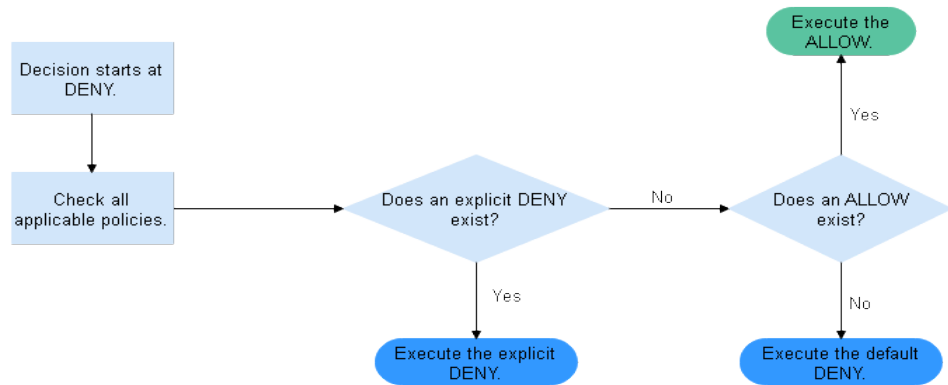 Decision starts at
DENY.
Check all
applicable policies.
Does an explicit DENY
exist?
Yes
Execute the explicit
DENY.
No
Does an ALLOW
exist?
Yes
Execute the
ALLOW.
No
Execute the default
DENY.